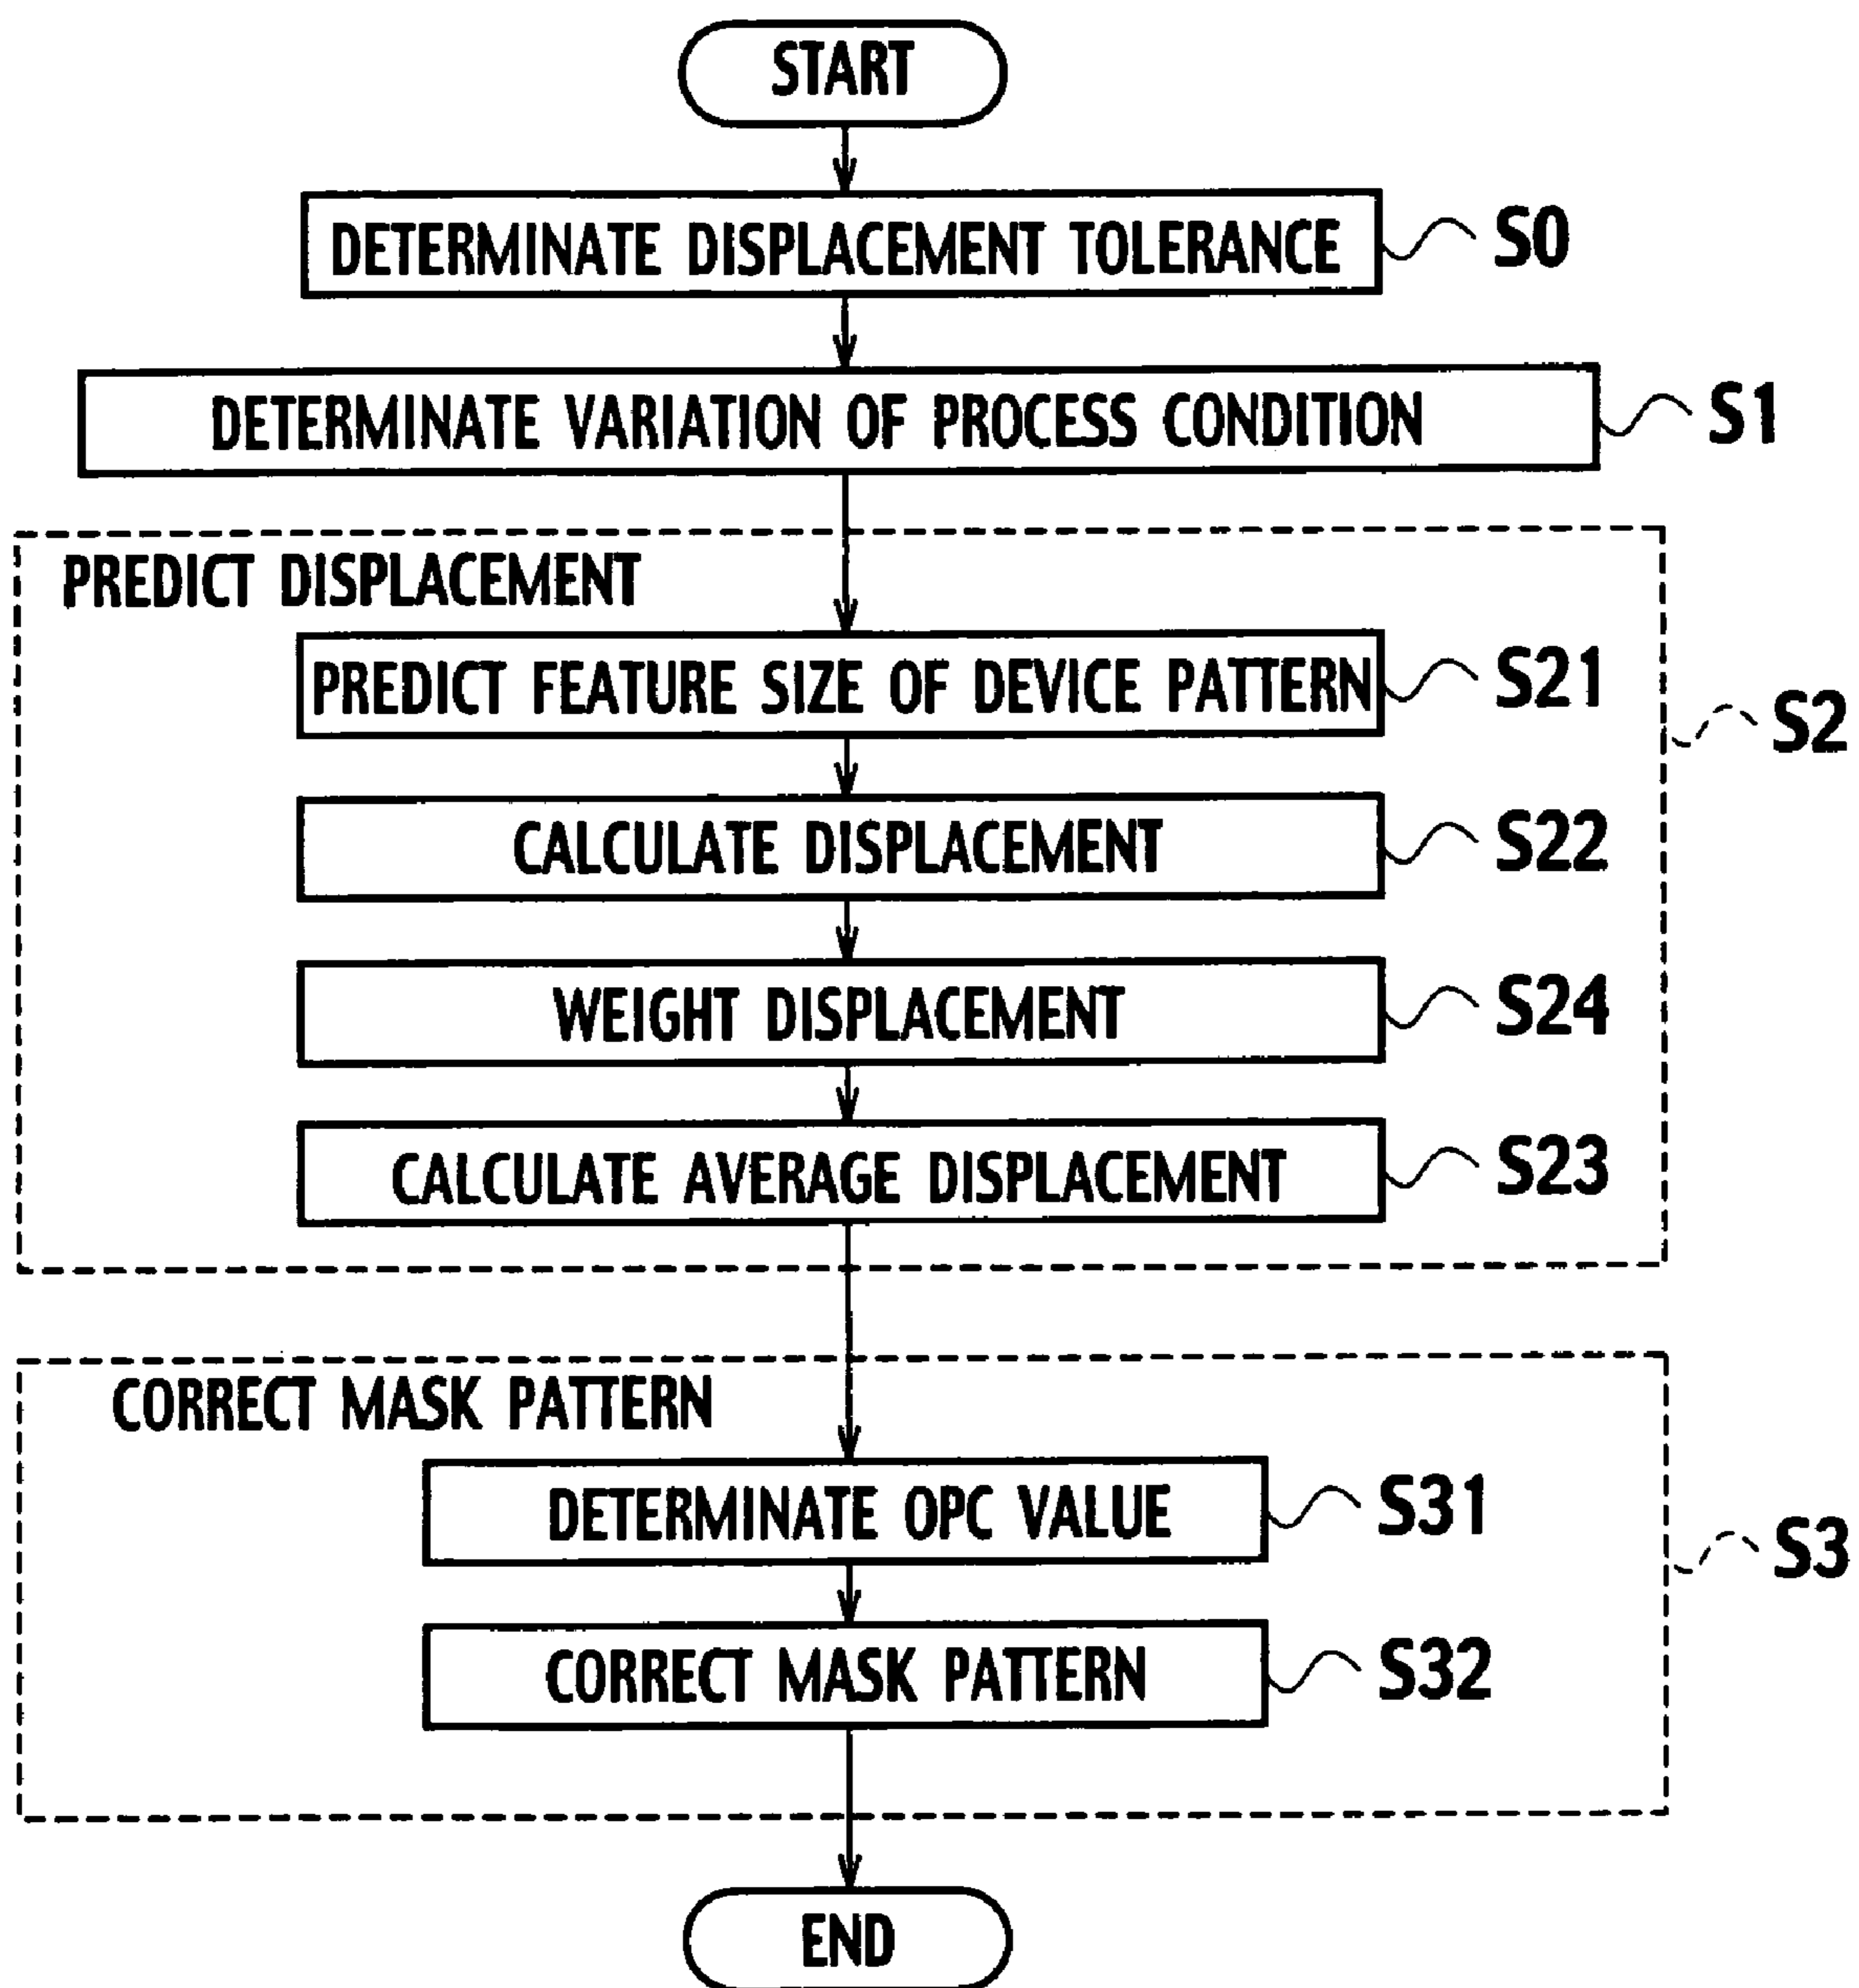 START
DETERMINATE DISPLACEMENT TOLERANCE S0
DETERMINATE VARIATION OF PROCESS CONDITION S1
PREDICT DISPLACEMENT
PREDICT FEATURE SIZE OF DEVICE PATTERN S21
S2
CALCULATE DISPLACEMENT S22
WEIGHT DISPLACEMENT S24
CALCULATE AVERAGE DISPLACEMENT S23
CORRECT MASK PATTERN
DETERMINATE OPC VALUE S31
S3
CORRECT MASK PATTERN S32
END